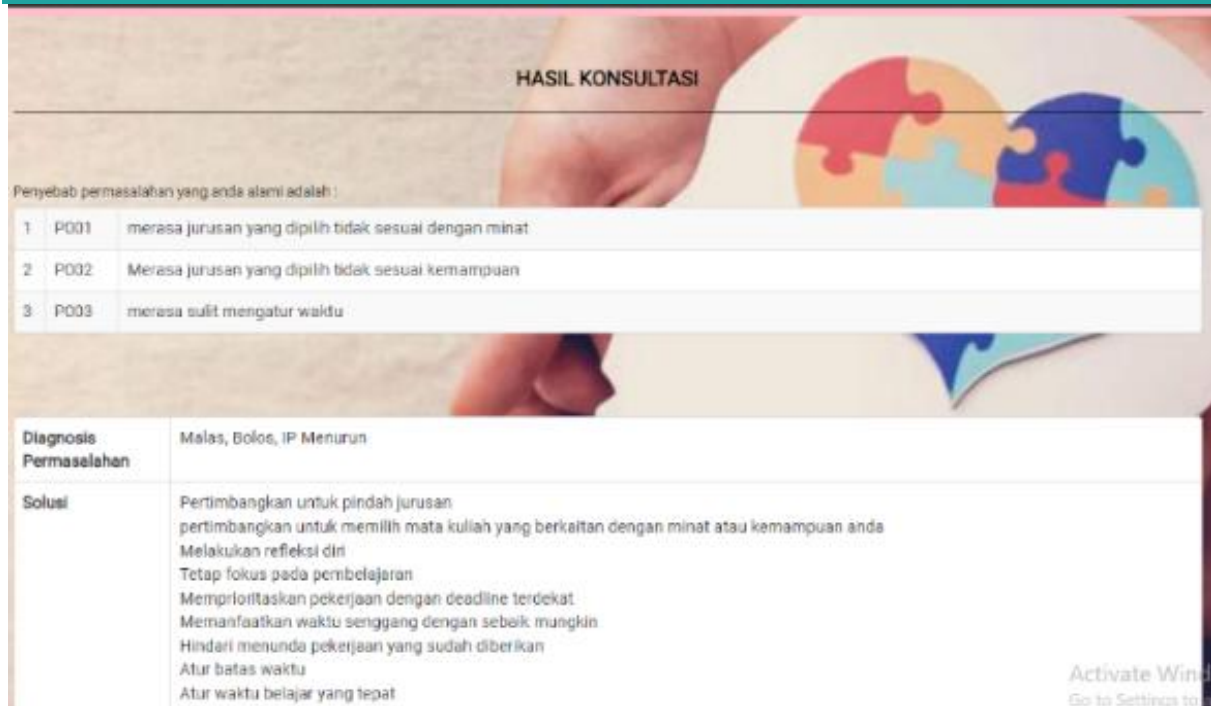 HASIL KONSULTASI
Penyebab permasalahan yang anda alami adalah :
1 P001 merasa jurusan yang dipilih tidak sesuai dengan minat
2 P002 Merasa jurusan yang dipilih tidak sesuai kemampuan
3 P003 merasa sulit mengatur waktu
Diagnosis Malas, Bolos, IP Menurun
Permasalahan
Solusi Pertimbangkan untuk pindah jurusan
pertimbangkan untuk memilih mata kuliah yang berkaitan dengan minat atau kemampuan anda
Melakukan refleksi diri
Tetap fokus pada pembelajaran
Memprioritaskan pekerjaan dengan deadline terdekat
Memanfaatkan waktu senggang dengan sebaik mungkin
Hindari menunda pekerjaan yang sudah diberikan
Atur batas waktu
Atur waktu belajar yang tepat
Activate Wind
Go to Settings to